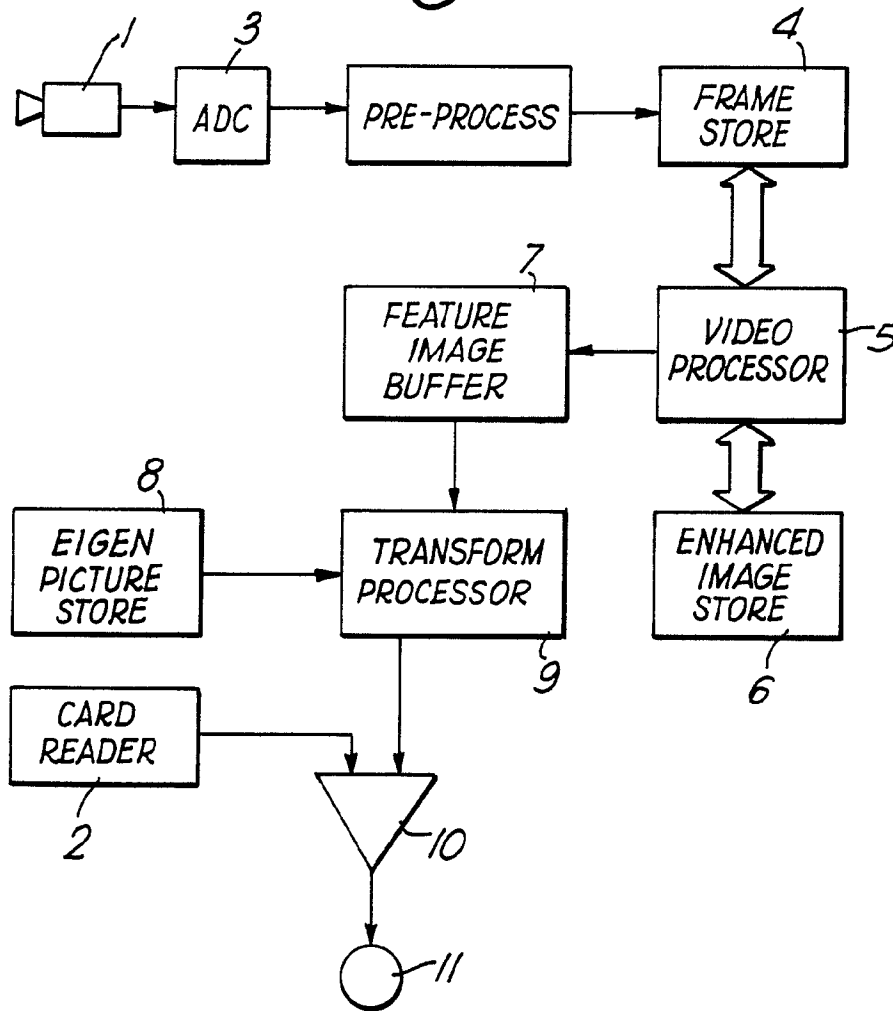 1
3
4
ADC
PRE-PROCESS
FRAME
STORE
7
FEATURE
IMAGE
BUFFER
VIDEO
PROCESSOR
5
8
EIGEN
PICTURE
STORE
TRANSFORM
PROCESSOR
9
ENHANCED
IMAGE
STORE
6
CARD
READER
2
10
11